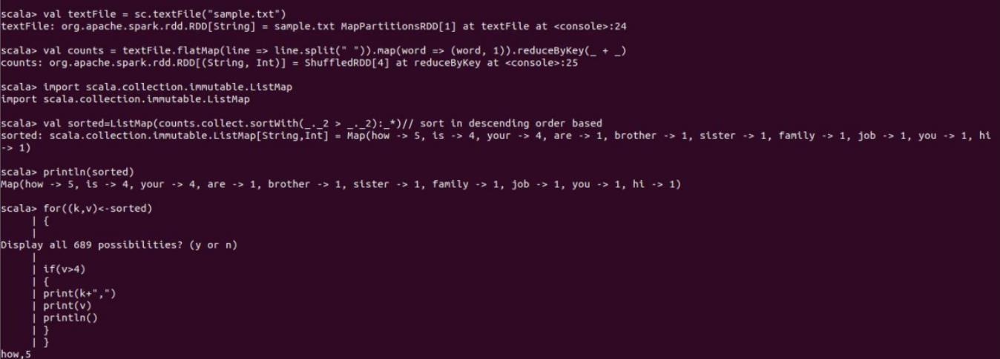 scala> val textFile = sc.textFile("sample.txt")
textFile: org.apache.spark.rdd.RDD[String] = sample.txt MapPartitionsRDD[1] at textFile at <console>:24
scala> val counts = textFile.flatMap(line => line.split(" ")).map(word => (word, 1)).reduceByKey(_ + _)
counts: org.apache.spark.rdd.RDD[(String, Int)] = ShuffledRDD[4] at reduceByKey at <console>:25
scala> import scala.collection.immutable.ListMap
import scala.collection.immutable.ListMap
scala> val sorted=ListMap(counts.collect.sortWith(_._2 > _._2):_*)// sort in descending order based
sorted: scala.collection.immutable.ListMap[String,Int] = Map(how -> 5, is -> 4, your -> 4, are -> 1, brother -> 1, sister -> 1, family -> 1, job -> 1, you -> 1, hi
-> 1)
scala> println(sorted)
Map(how -> 5, is -> 4, your -> 4, are -> 1, brother -> 1, sister -> 1, family -> 1, job -> 1, you -> 1, hi -> 1)
scala> for((k,v)<-sorted)
| {
|
Display all 689 possibilities? (y or n)
|
| if(v>4)
| {
| print(k+",")
| print(v)
| println()
| }
| }
how,5